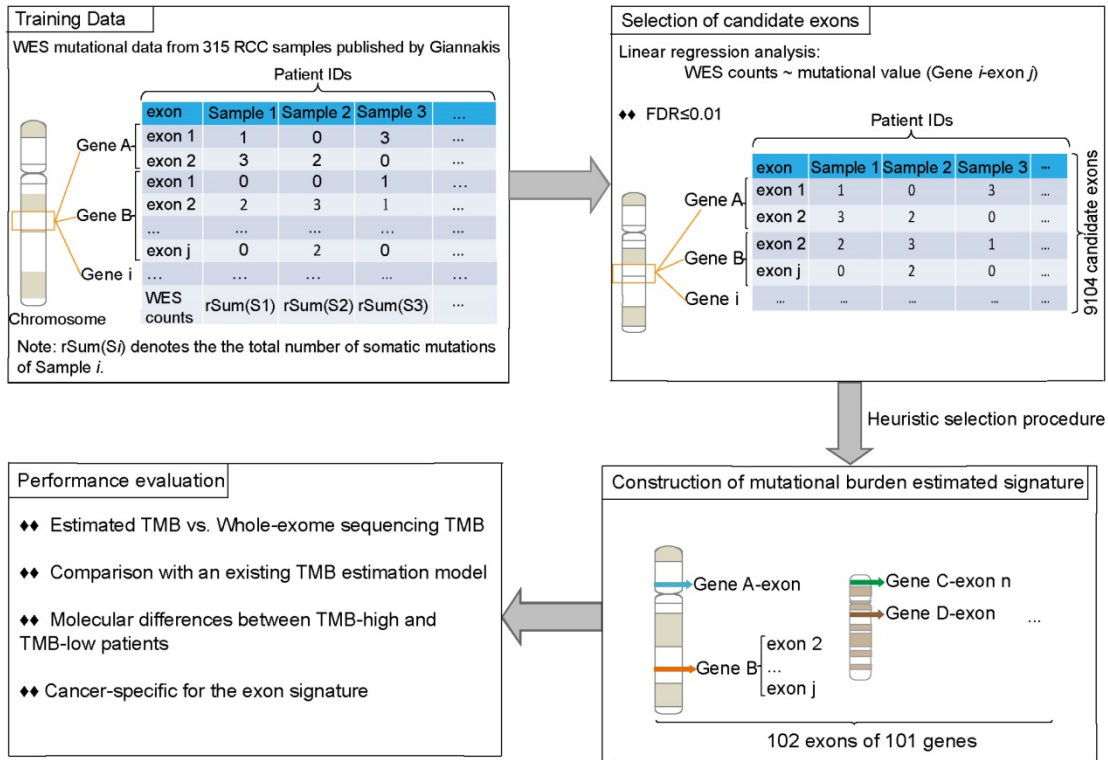 Training Data
WES mutational data from 315 RCC samples published by Giannakis
Patient IDs
exon Sample 1 Sample 2 Sample 3 ...
Gene A
exon 1 1 0 3
exon 2 3 2 0
Gene B
exon 1 0 0 1 ...
exon 2 2 3 1 ...
... ... ... ... ...
exon j 0 2 0 ...
Gene i
... ... ... ... ...
WES counts rSum(S1) rSum(S2) rSum(S3) ...
Chromosome
Note: rSum(Si) denotes the the total number of somatic mutations
of Sample i.
Selection of candidate exons
Linear regression analysis:
WES counts ~ mutational value (Gene i-exon j)
♦♦ FDR≤0.01
Patient IDs
exon Sample 1 Sample 2 Sample 3 ...
Gene A
exon 1 1 0 3 ...
exon 2 3 2 0 ...
Gene B
exon 2 2 3 1 ...
exon j 0 2 0 ...
Gene i
... ... ... ... ...
9104 candidate exons
Heuristic selection procedure
Construction of mutational burden estimated signature
Gene A-exon
Gene B
exon 2
...
exon j
Gene C-exon n
Gene D-exon
...
102 exons of 101 genes
Performance evaluation
♦♦ Estimated TMB vs. Whole-exome sequencing TMB
♦♦ Comparison with an existing TMB estimation model
♦♦ Molecular differences between TMB-high and
TMB-low patients
♦♦ Cancer-specific for the exon signature